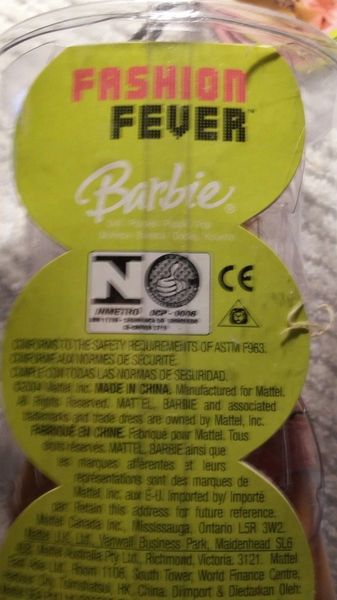 FASHION
FEVER™
Barbie®
INMETRO OCP - 0006
CE
CONFORMS TO THE SAFETY REQUIREMENTS OF ASTM F963.
CONFORME AUX NORMES DE SÉCURITÉ.
CUMPLE CON TODAS LAS NORMAS DE SEGURIDAD.
©2004 Mattel, Inc. MADE IN CHINA. Manufactured for Mattel.
All Rights Reserved. MATTEL, BARBIE and associated
trademarks and trade dress are owned by Mattel, Inc.
FABRIQUÉ EN CHINE. Fabriqué pour Mattel. Tous
droits réservés. MATTEL, BARBIE ainsi que
les marques afférentes et leurs
représentations sont des marques de
Mattel, Inc. aux É-U. Imported by/ Importé
par: Retain this address for future reference.
Mattel Canada Inc., Mississauga, Ontario L5R 3W2.
Mattel U.K. Ltd., Vanwall Business Park, Maidenhead SL6
Mattel Australia Pty. Ltd., Richmond, Victoria. 3121. Mattel
Ltd. Room 1106, South Tower, World Finance Centre,
Tsimshatsui, HK, China. Diimport & Diedarkan Oleh: